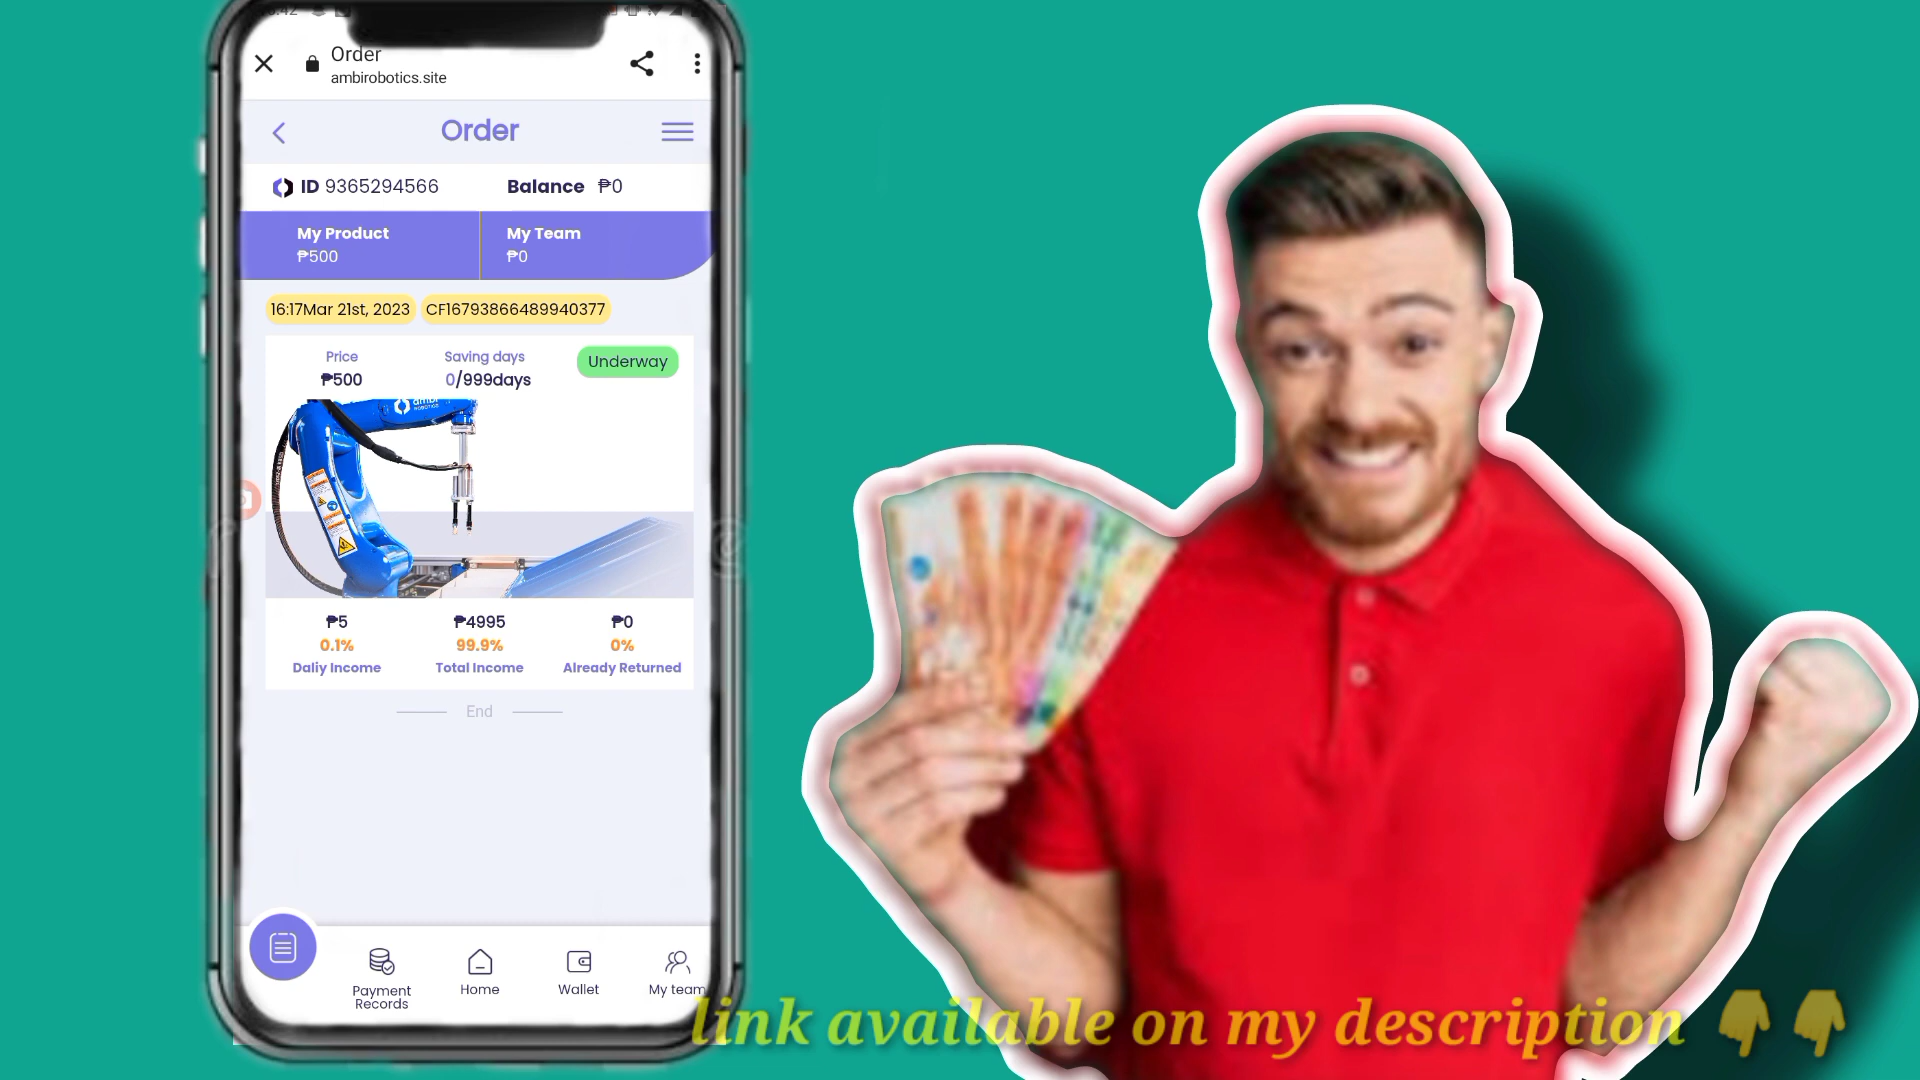 Order
ambirobotics.site
Order
ID 9365294566
Balance ₱0
My Product
₱500
My Team
₱0
16:17Mar 21st, 2023
CF16793866489940377
Price
₱500
Saving days
0/999days
Underway
ambi
ROBOTICS
₱5
0.1%
Daliy Income
₱4995
99.9%
Total Income
₱0
0%
Already Returned
End
Payment
Records
Home
Wallet
My team
link available on my description